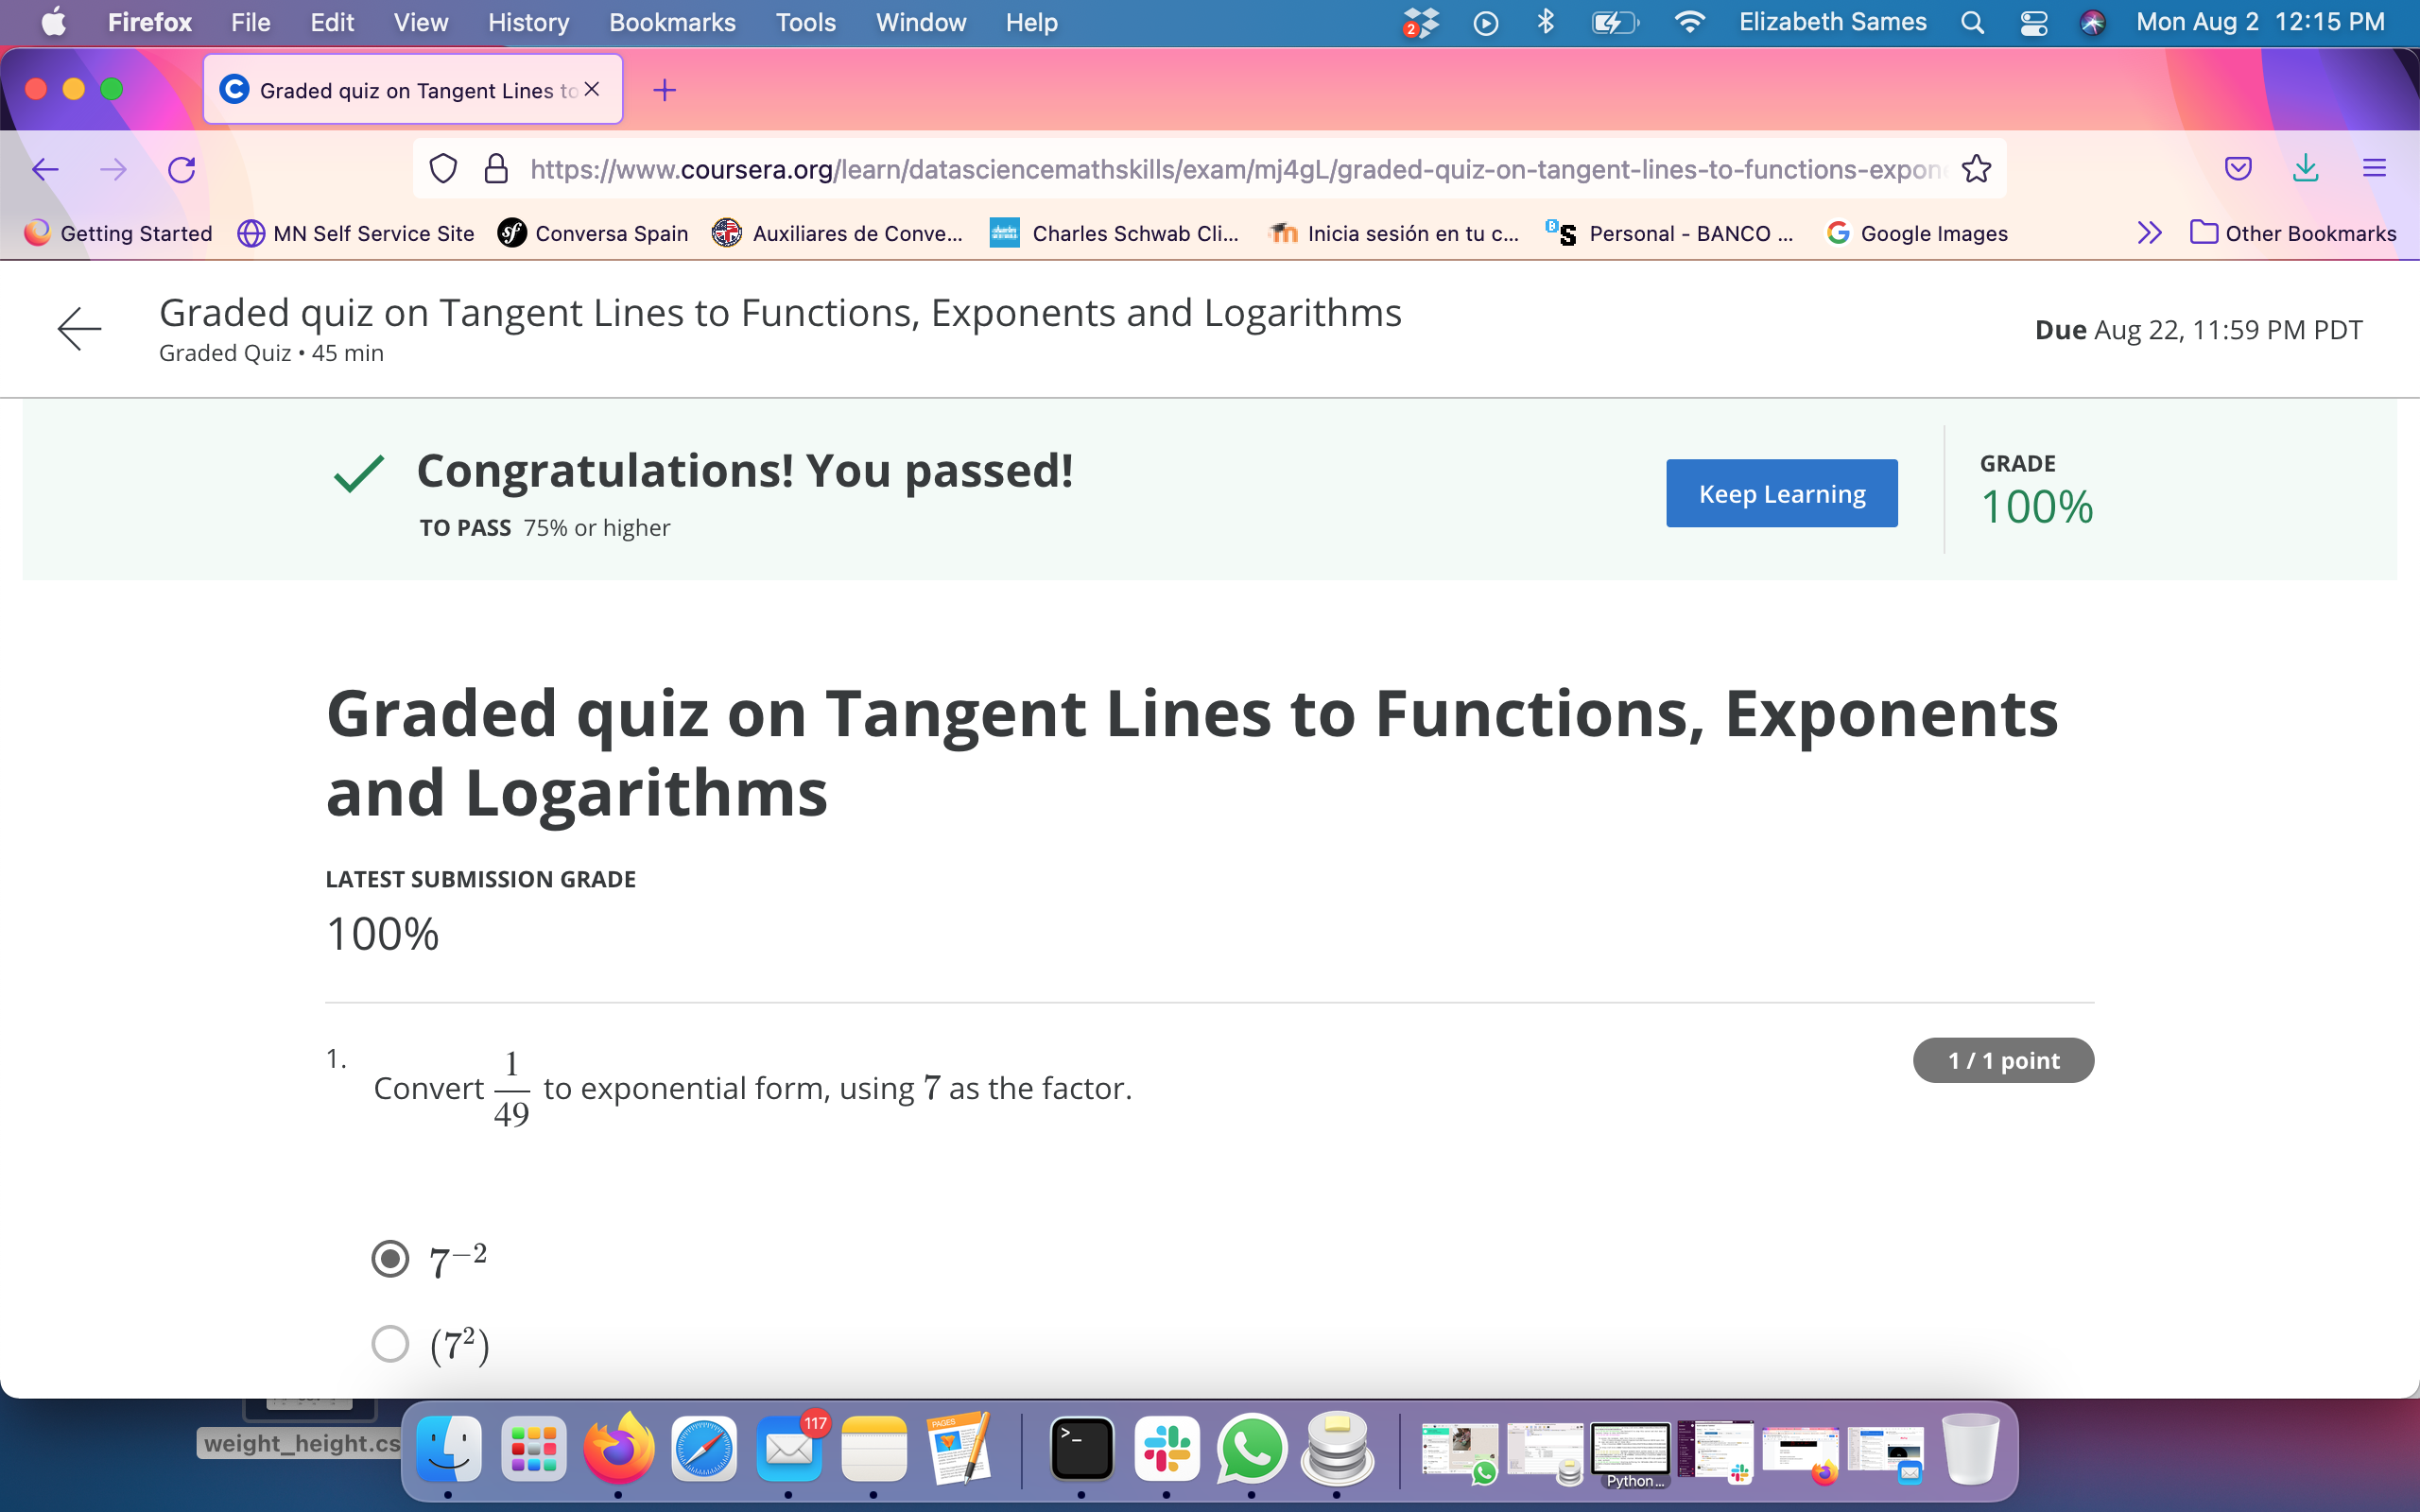 Firefox File Edit View History Bookmarks Tools Window Help 2 Elizabeth Sames Mon Aug 2 12:15 PM
Graded quiz on Tangent Lines to
https://www.coursera.org/learn/datasciencemathskills/exam/mj4gL/graded-quiz-on-tangent-lines-to-functions-expon
Getting Started MN Self Service Site Conversa Spain Auxiliares de Conve... Charles Schwab Cli... Inicia sesión en tu c... Personal - BANCO ... Google Images Other Bookmarks
Graded quiz on Tangent Lines to Functions, Exponents and Logarithms
Graded Quiz • 45 min
Due Aug 22, 11:59 PM PDT
Congratulations! You passed!
TO PASS 75% or higher
Keep Learning
GRADE
100%
Graded quiz on Tangent Lines to Functions, Exponents
and Logarithms
LATEST SUBMISSION GRADE
100%
1. Convert 1/49 to exponential form, using 7 as the factor.
1 / 1 point
7⁻²
(7²)
weight_height.cs
117
PAGES
Python...